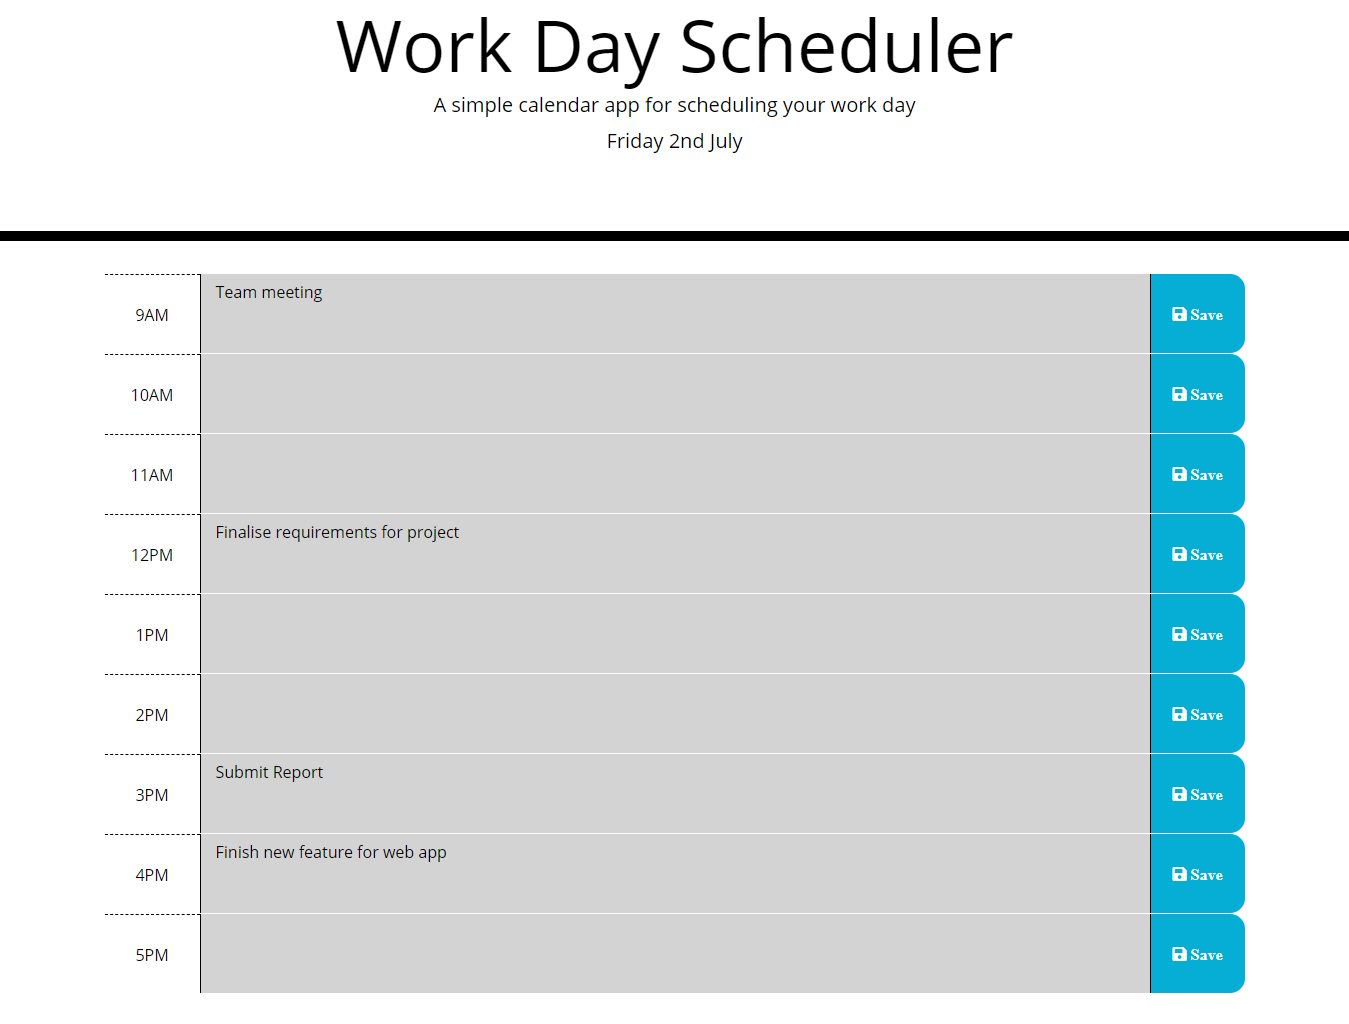 Work Day Scheduler
A simple calendar app for scheduling your work day
Friday 2nd July
9AM Team meeting Save
10AM Save
11AM Save
12PM Finalise requirements for project Save
1PM Save
2PM Save
3PM Submit Report Save
4PM Finish new feature for web app Save
5PM Save